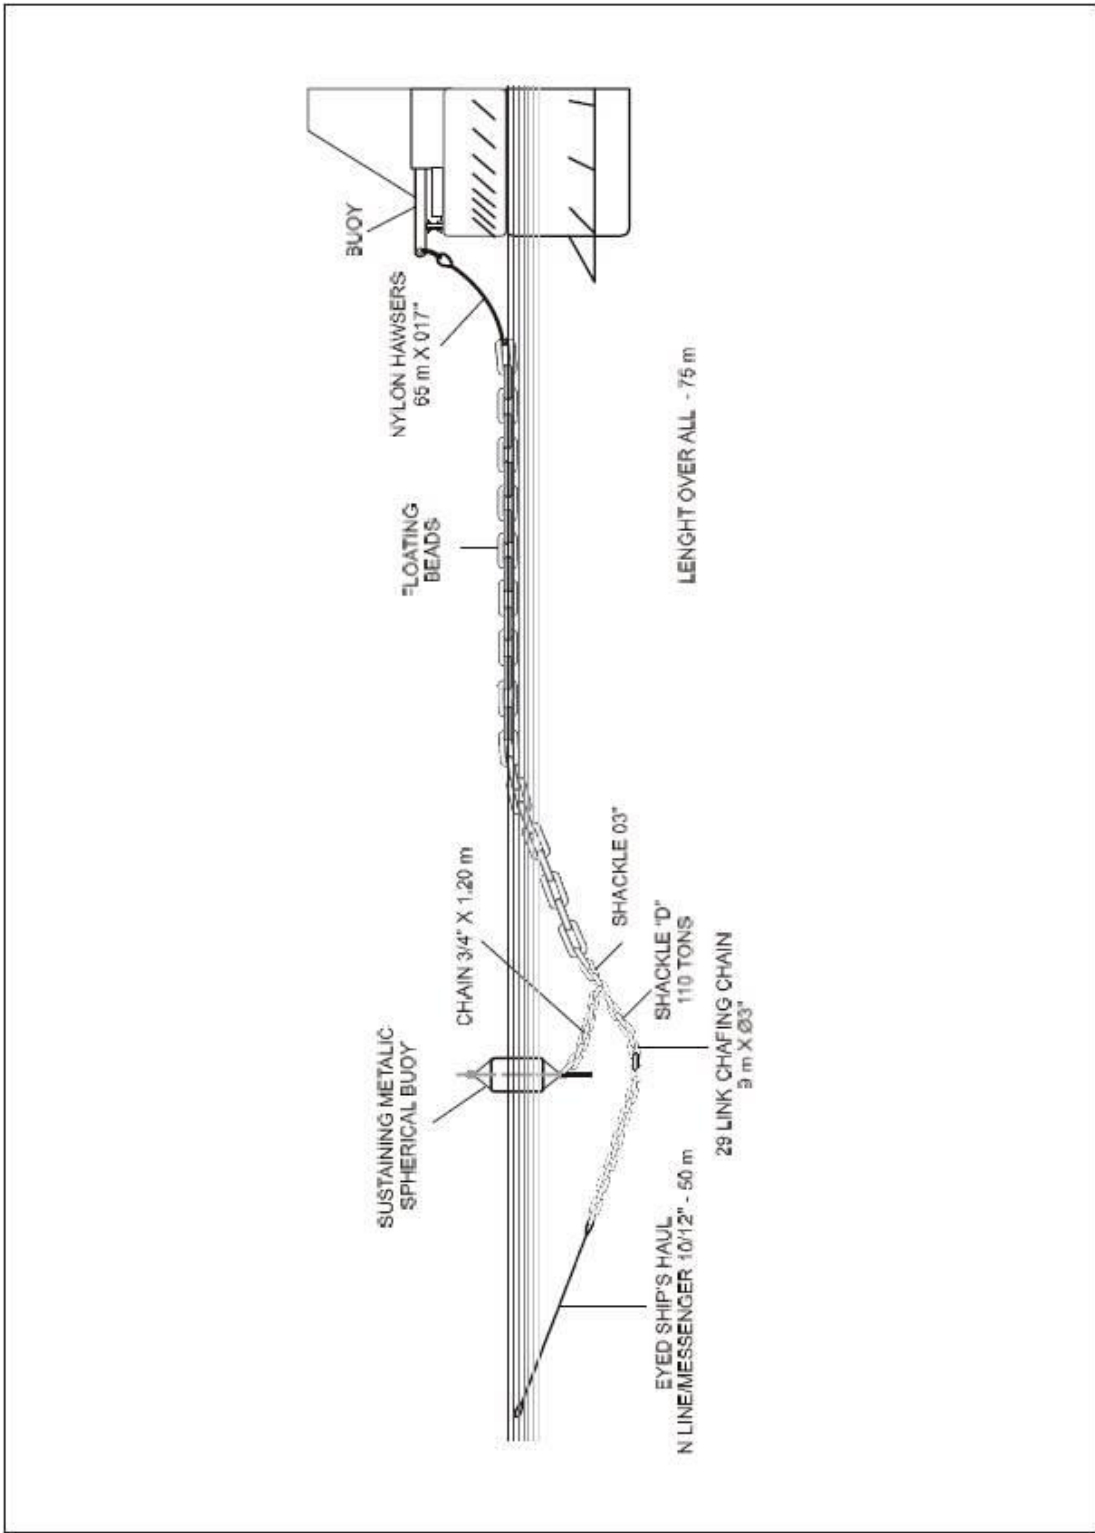 BUOY
NYLON HAWSERS
65 m X 017"
FLOATING
BEADS
LENGHT OVER ALL - 75 m
CHAIN 3/4" X 1.20 m
SHACKLE 03"
SHACKLE "D"
110 TONS
SUSTAINING METALIC
SPHERICAL BUOY
29 LINK CHAFING CHAIN
9 m X Ø3"
EYED SHIP'S HAUL
N LINE/MESSENGER 10/12" - 50 m